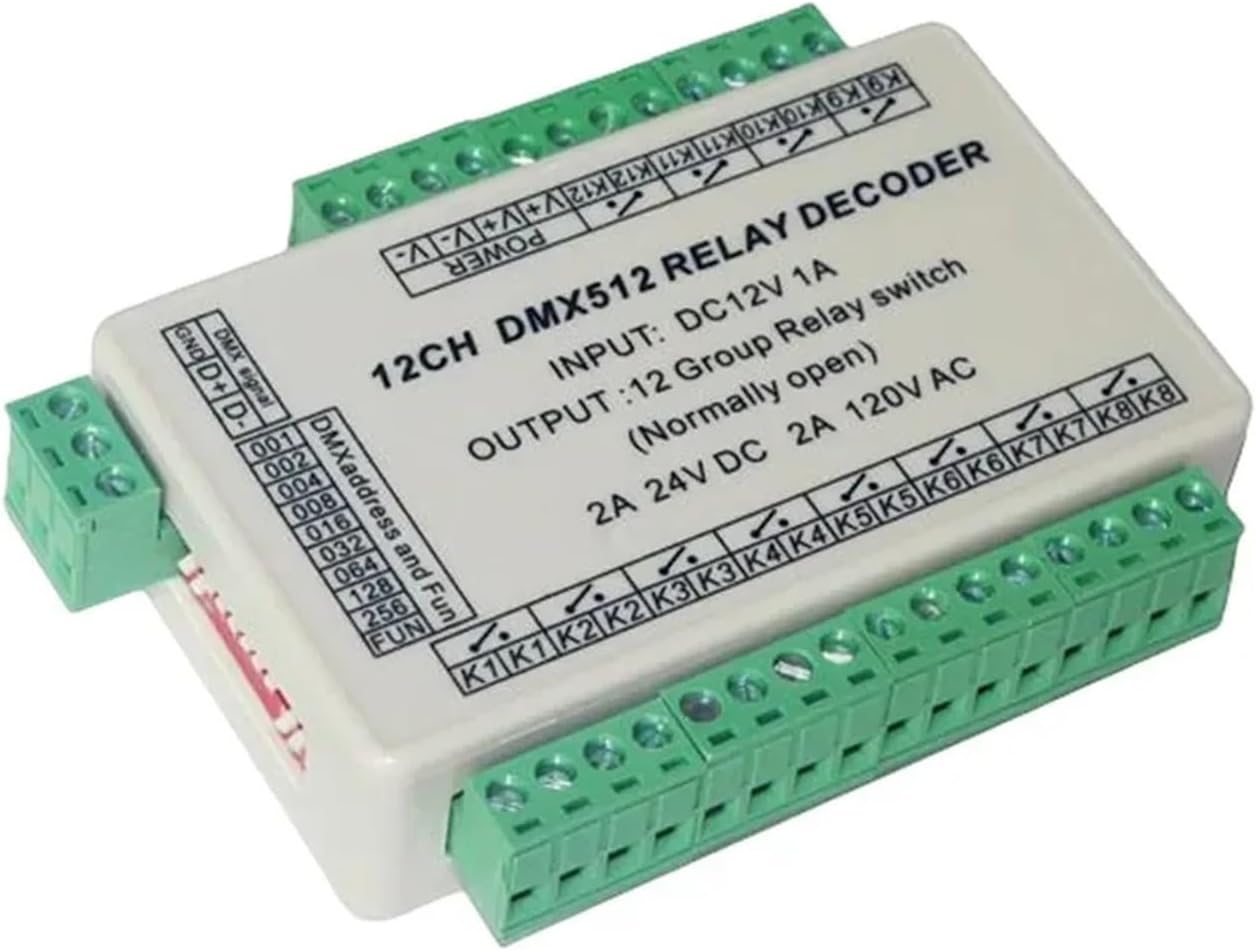 K9 K9 K10 K10 K11 K11 K12 K12 V+ V+ V- V-
POWER
12CH DMX512 RELAY DECODER
INPUT: DC12V 1A
OUTPUT :12 Group Relay switch
(Normally open)
2A 24V DC 2A 120V AC
GND D+ D-
DMX signal
001
002
004
008
016
032
064
128
256
FUN
DMXaddress and Fun
K1 K1 K2 K2 K3 K3 K4 K4 K5 K5 K6 K6 K7 K7 K8 K8